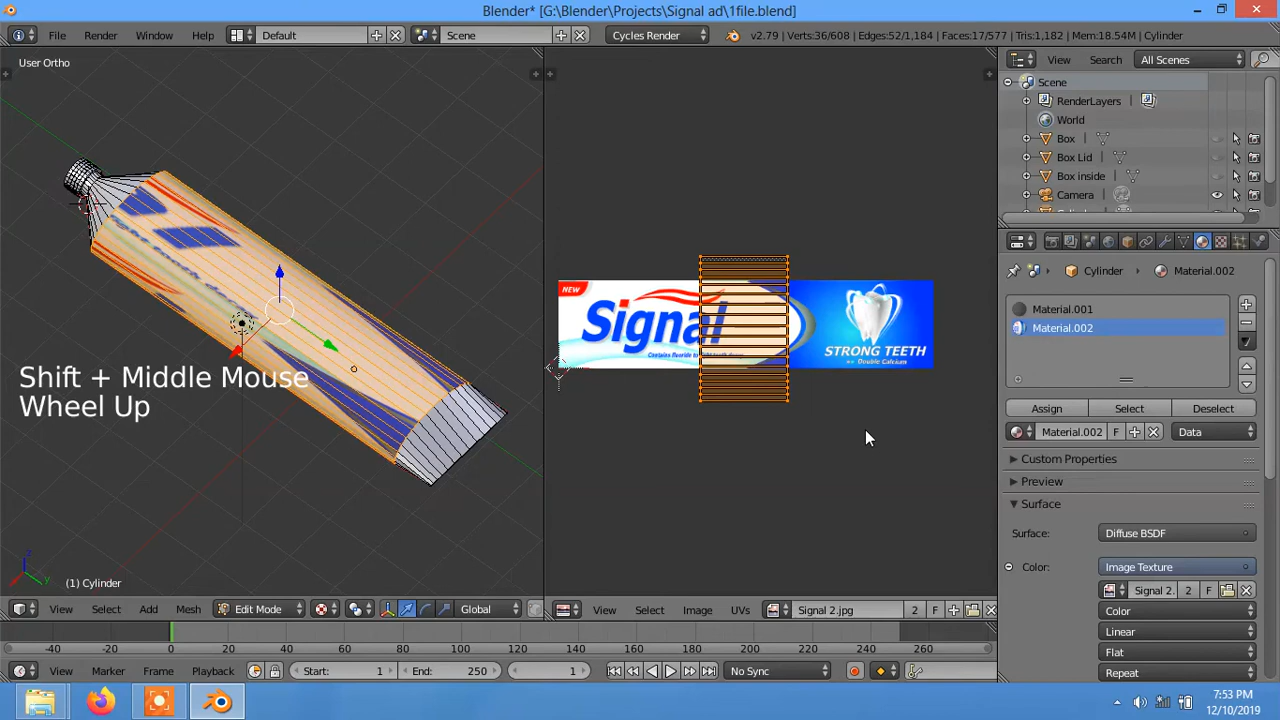 Blender* [G:\Blender\Projects\Signal ad\1file.blend]
File Render Window Help Default Scene Cycles Render v2.79 | Verts:36/608 | Edges:52/1,184 | Faces:17/577 | Tris:1,182 | Mem:18.54M | Cylinder
User Ortho
View Search All Scenes
Scene
RenderLayers
World
Box
Box Lid
Box inside
Camera
Cylinder Material.002
Material.001
Material.002
NEW
Signal
STRONG TEETH
Double Calcium
Shift + Middle Mouse
Wheel Up
Assign Select Deselect
Material.002 F Data
Custom Properties
Preview
Surface
Surface: Diffuse BSDF
Color: Image Texture
Signal 2. 2 F
Color
Linear
Flat
Repeat
(1) Cylinder
View Select Add Mesh Edit Mode Global
View Select Image UVs Signal 2.jpg 2 F
-40 -20 0 20 40 60 80 100 120 140 160 180 200 220 240 260
View Marker Frame Playback Start: 1 End: 250 1 No Sync
7:53 PM
12/10/2019